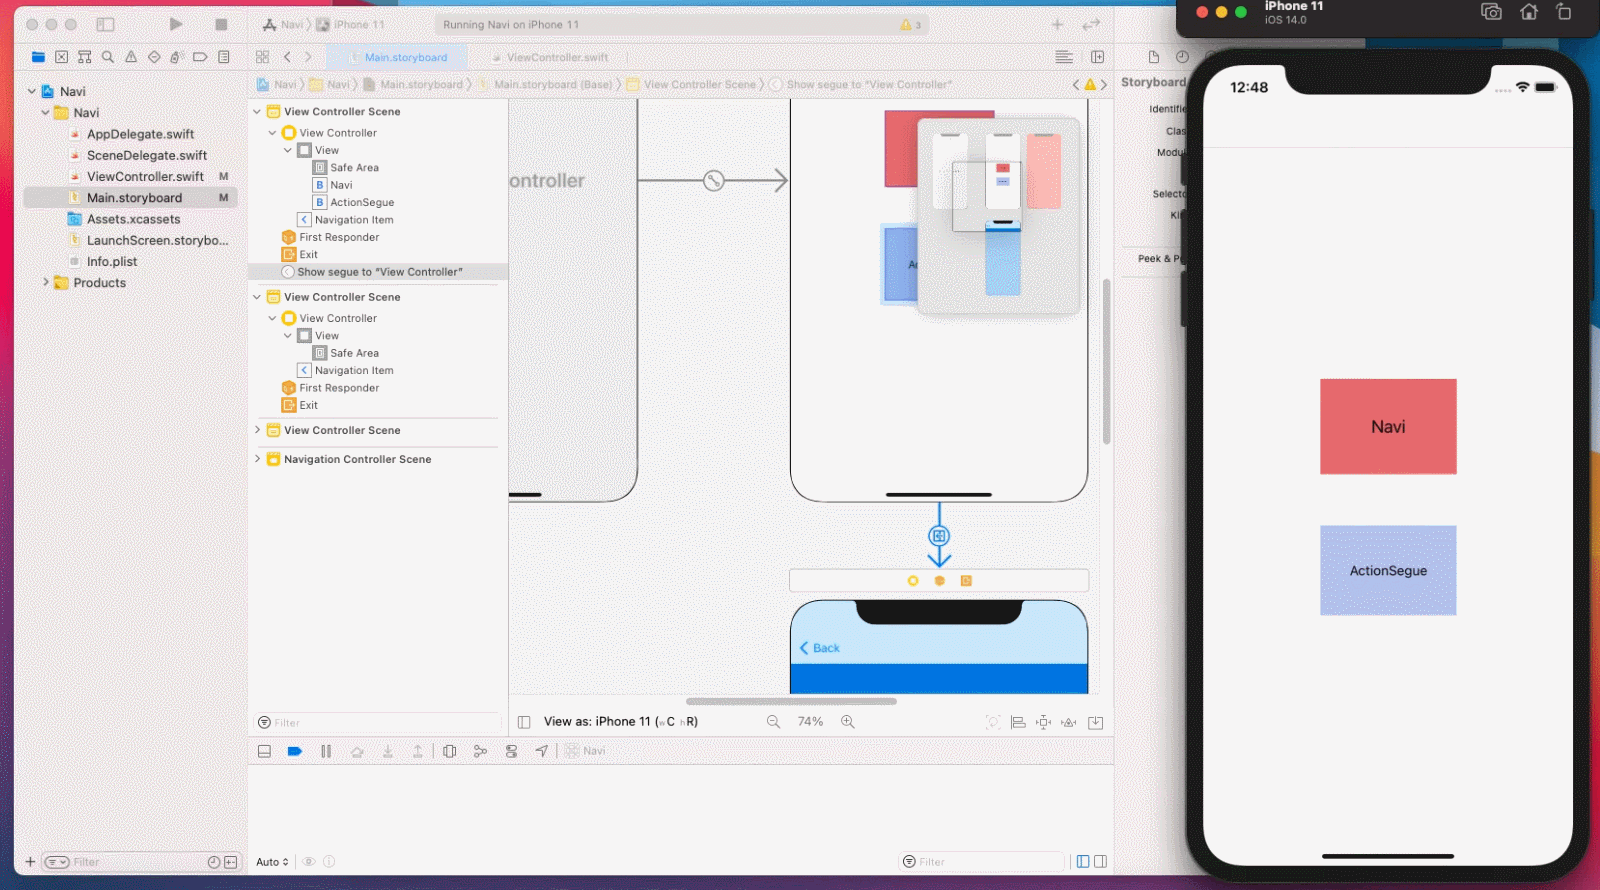 Navi
iPhone 11
Running Navi on iPhone 11
3
iPhone 11
iOS 14.0
Main.storyboard
ViewController.swift
Navi
Navi
Main.storyboard
Main.storyboard (Base)
View Controller Scene
Show segue to "View Controller"
Navi
Navi
AppDelegate.swift
SceneDelegate.swift
ViewController.swift M
Main.storyboard M
Assets.xcassets
LaunchScreen.storybo...
Info.plist
Products
View Controller Scene
View Controller
View
Safe Area
Navi
ActionSegue
Navigation Item
First Responder
Exit
Show segue to "View Controller"
View Controller Scene
View Controller
View
Safe Area
Navigation Item
First Responder
Exit
View Controller Scene
Navigation Controller Scene
Filter
ontroller
Ac
Back
View as: iPhone 11 (wC hR)
74%
Navi
Auto
Filter
Filter
Storyboard
Identifie
Clas
Modul
Selecto
Ki
Peek & P
12:48
Navi
ActionSegue